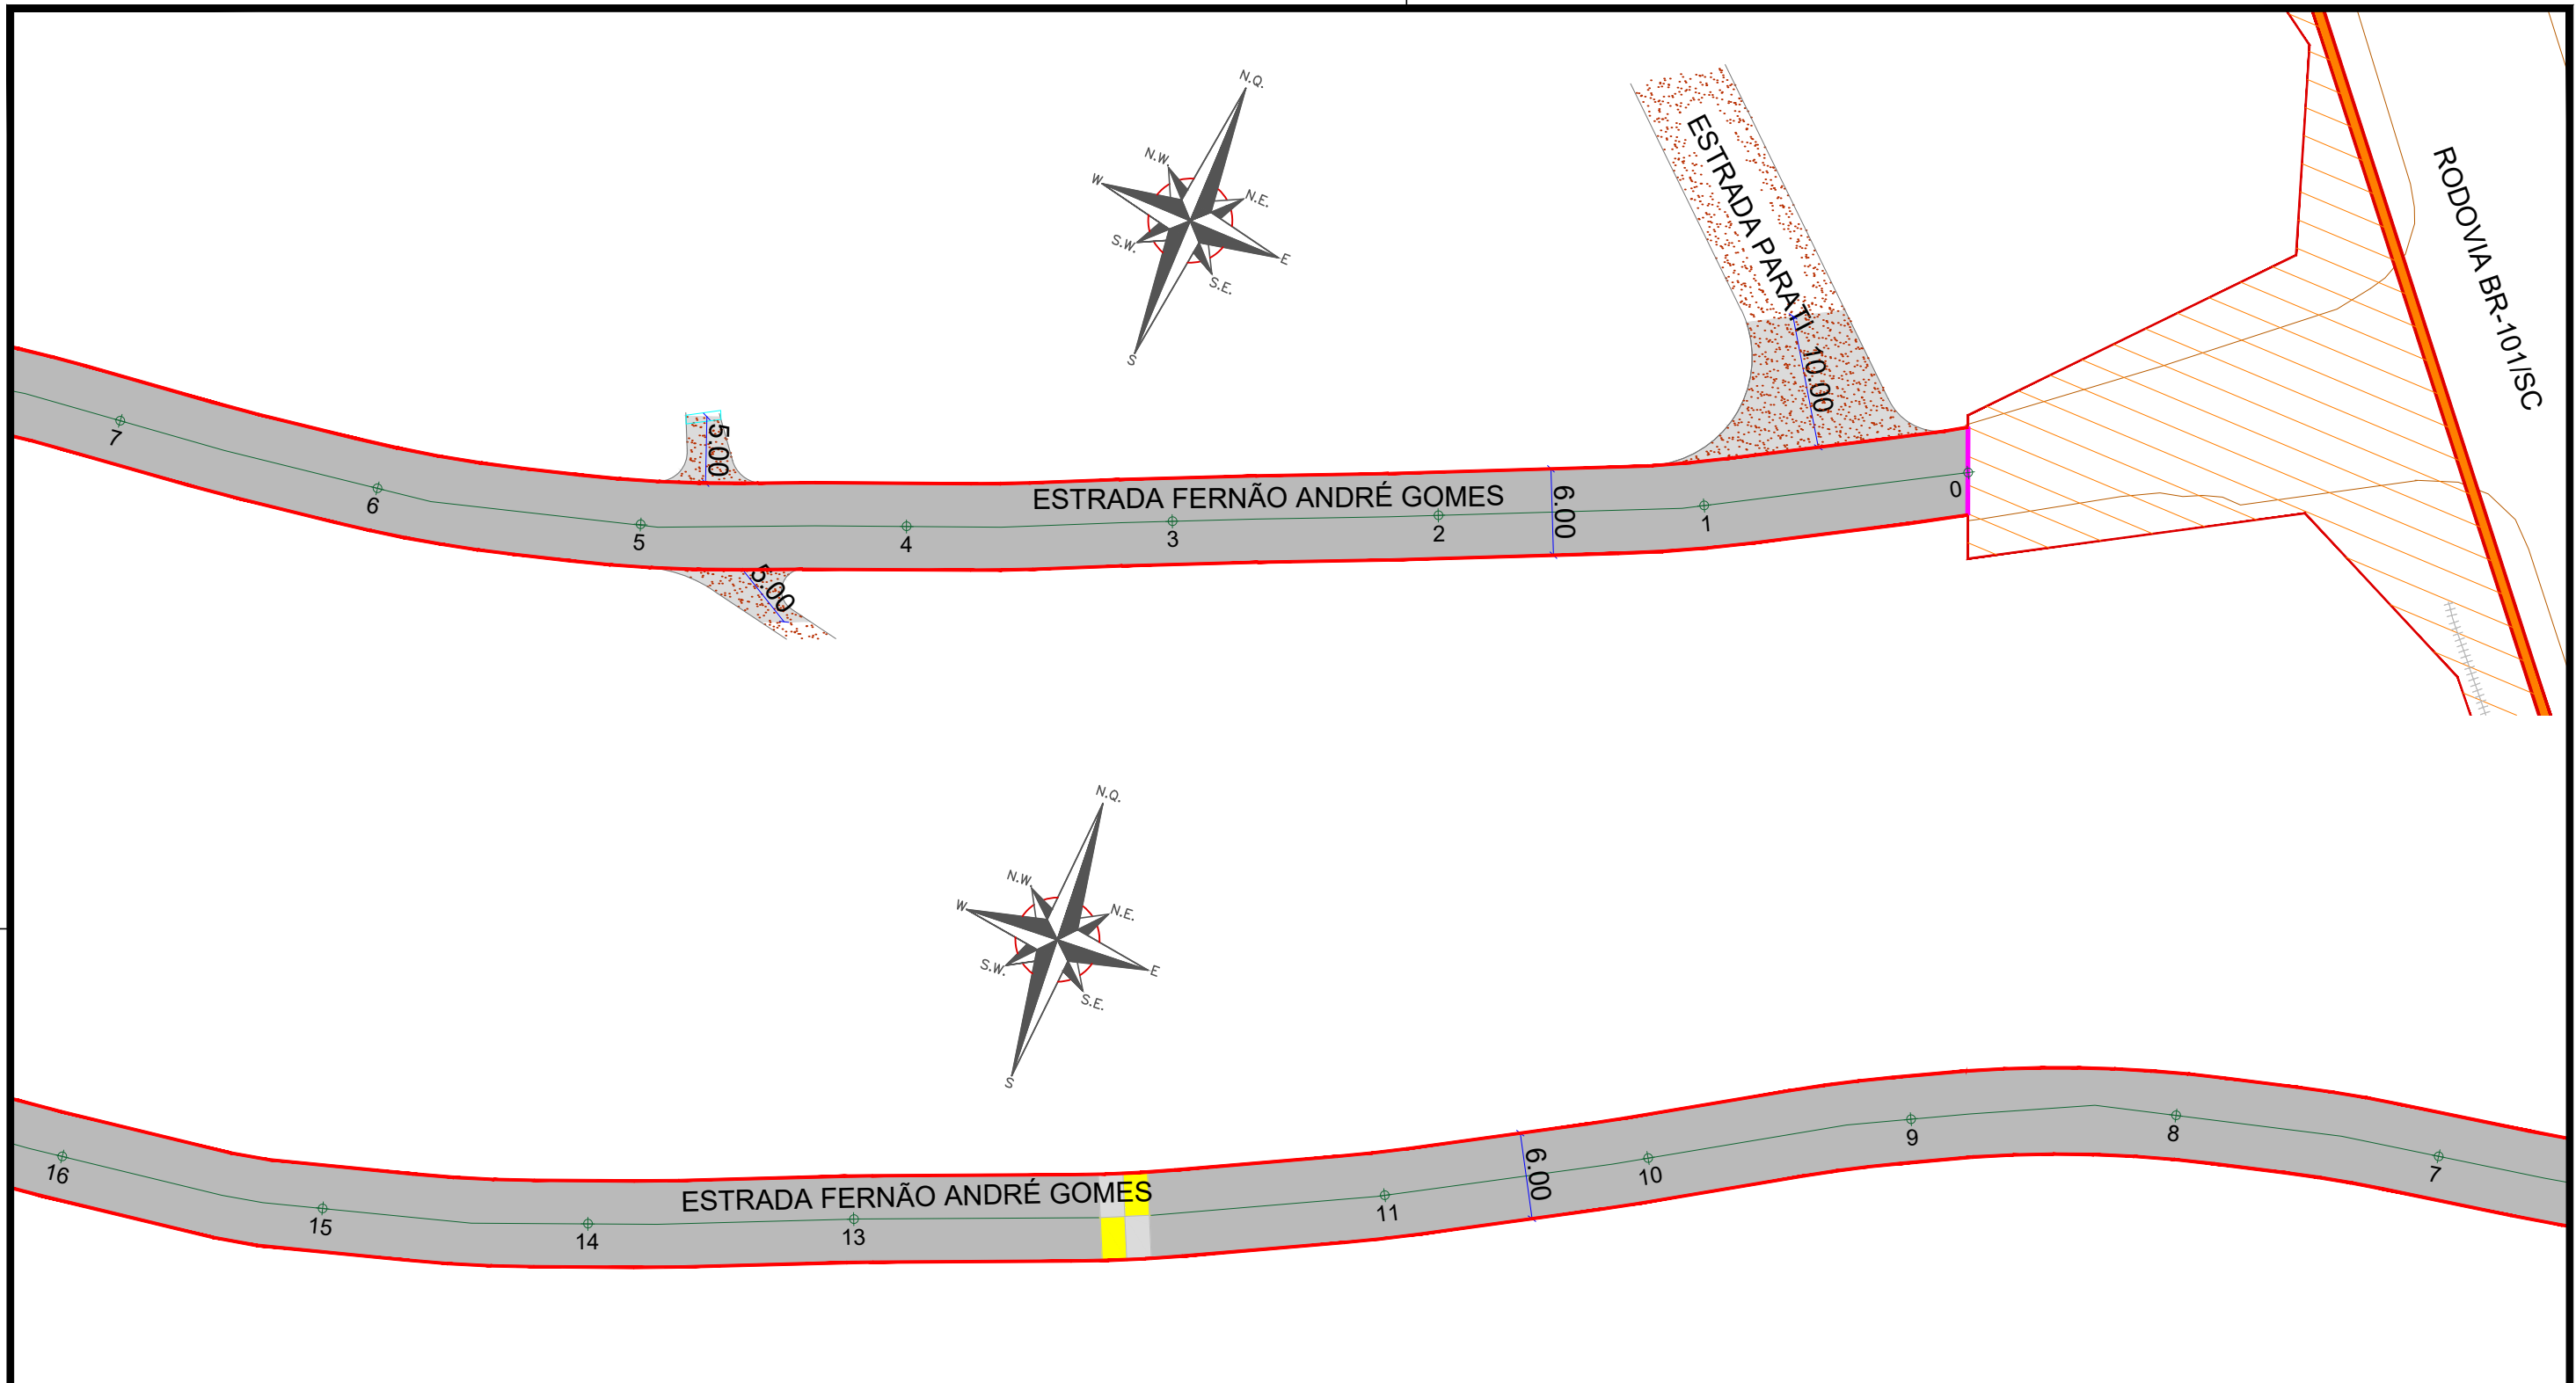 N.Q.
N.W.
W
N.E.
S.W.
E
S.E.
S
ESTRADA PARATI
10.00
RODOVIA BR-101/SC
7
6
5
4
3
2
1
0
5.00
ESTRADA FERNÃO ANDRÉ GOMES
6.00
5.00
N.Q.
N.W.
W
N.E.
S.W.
E
S.E.
S
16
15
14
13
11
10
9
8
7
ESTRADA FERNÃO ANDRÉ GOMES
6.00